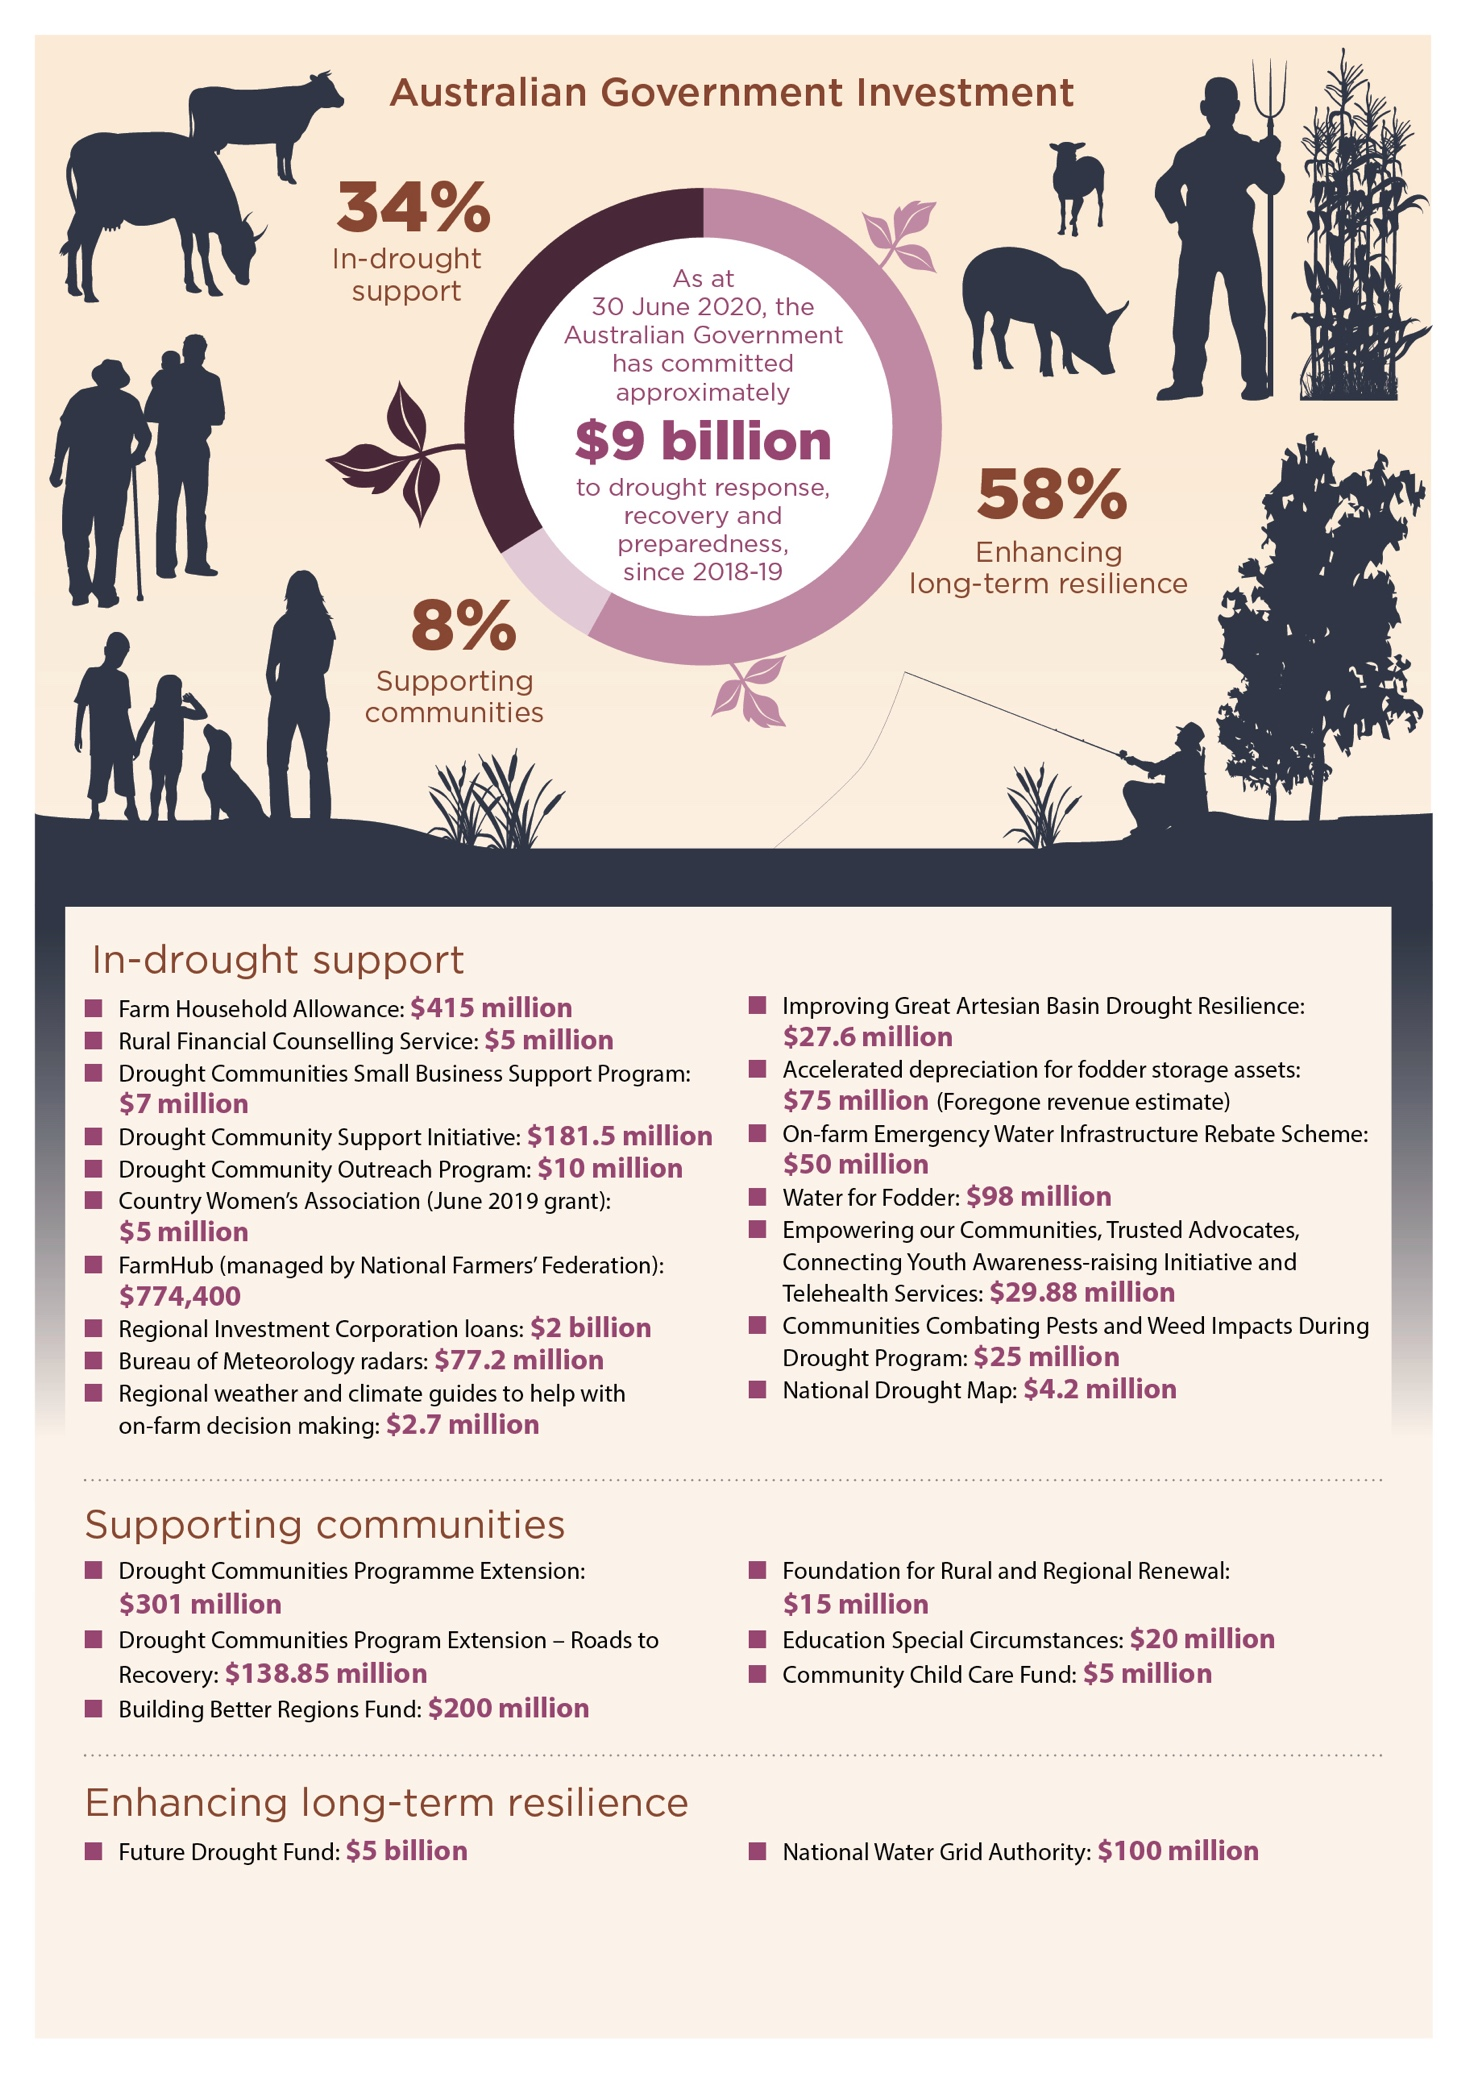 Australian Government Investment
34%
In-drought
support
As at
30 June 2020, the
Australian Government
has committed
approximately
$9 billion
to drought response,
recovery and
preparedness,
since 2018-19
58%
Enhancing
long-term resilience
8%
Supporting
communities
In-drought support
Farm Household Allowance: $415 million
Rural Financial Counselling Service: $5 million
Drought Communities Small Business Support Program:
$7 million
Drought Community Support Initiative: $181.5 million
Drought Community Outreach Program: $10 million
Country Women’s Association (June 2019 grant):
$5 million
FarmHub (managed by National Farmers’ Federation):
$774,400
Regional Investment Corporation loans: $2 billion
Bureau of Meteorology radars: $77.2 million
Regional weather and climate guides to help with
on-farm decision making: $2.7 million
Improving Great Artesian Basin Drought Resilience:
$27.6 million
Accelerated depreciation for fodder storage assets:
$75 million (Foregone revenue estimate)
On-farm Emergency Water Infrastructure Rebate Scheme:
$50 million
Water for Fodder: $98 million
Empowering our Communities, Trusted Advocates,
Connecting Youth Awareness-raising Initiative and
Telehealth Services: $29.88 million
Communities Combating Pests and Weed Impacts During
Drought Program: $25 million
National Drought Map: $4.2 million
Supporting communities
Drought Communities Programme Extension:
$301 million
Drought Communities Program Extension – Roads to
Recovery: $138.85 million
Building Better Regions Fund: $200 million
Foundation for Rural and Regional Renewal:
$15 million
Education Special Circumstances: $20 million
Community Child Care Fund: $5 million
Enhancing long-term resilience
Future Drought Fund: $5 billion
National Water Grid Authority: $100 million